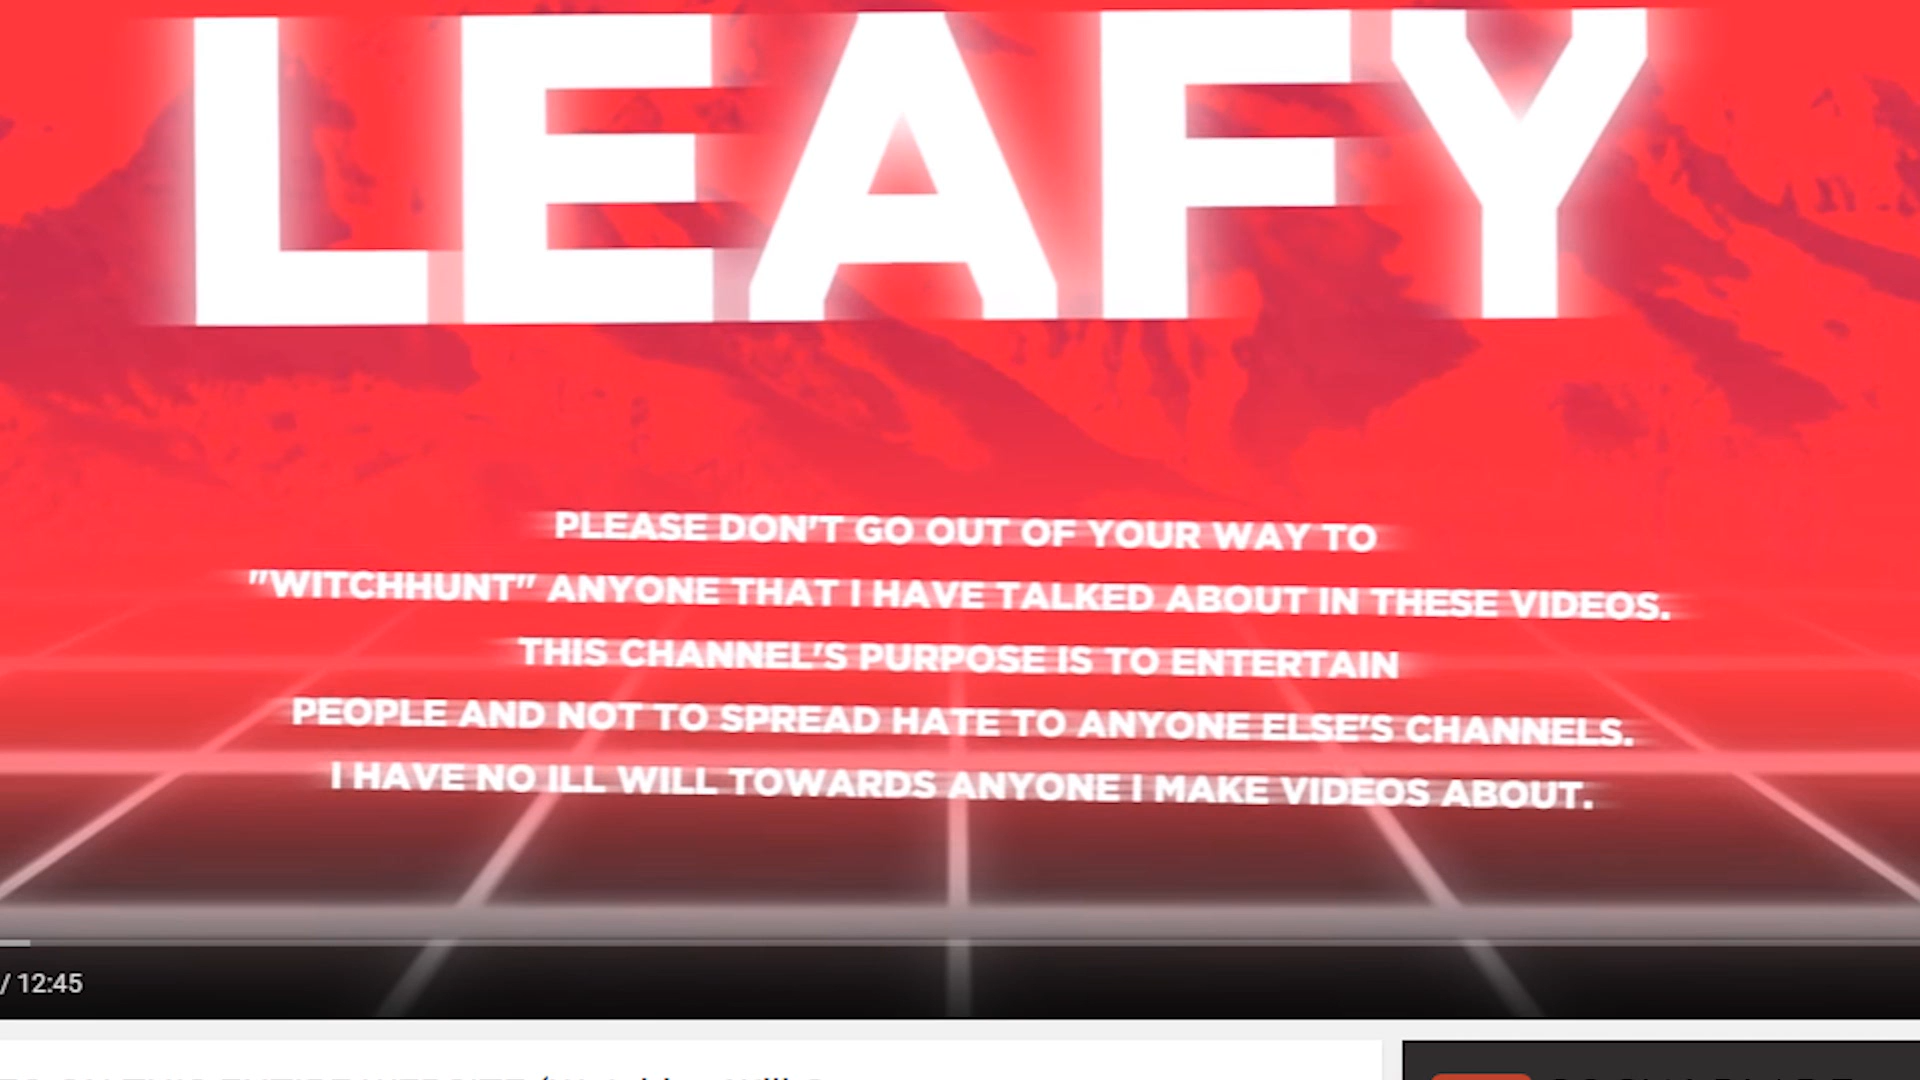 LEAFY
PLEASE DON'T GO OUT OF YOUR WAY TO
"WITCHHUNT" ANYONE THAT I HAVE TALKED ABOUT IN THESE VIDEOS.
THIS CHANNEL'S PURPOSE IS TO ENTERTAIN
PEOPLE AND NOT TO SPREAD HATE TO ANYONE ELSE'S CHANNELS.
I HAVE NO ILL WILL TOWARDS ANYONE I MAKE VIDEOS ABOUT.
/ 12:45